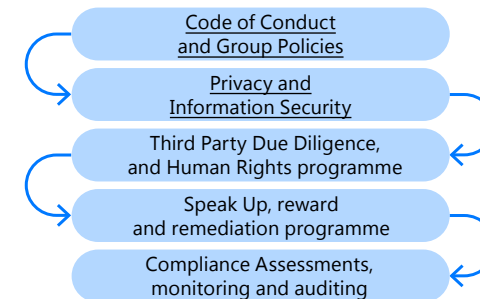 Code of Conduct
and Group Policies
Privacy and
Information Security
Third Party Due Diligence,
and Human Rights programme
Speak Up, reward
and remediation programme
Compliance Assessments,
monitoring and auditing